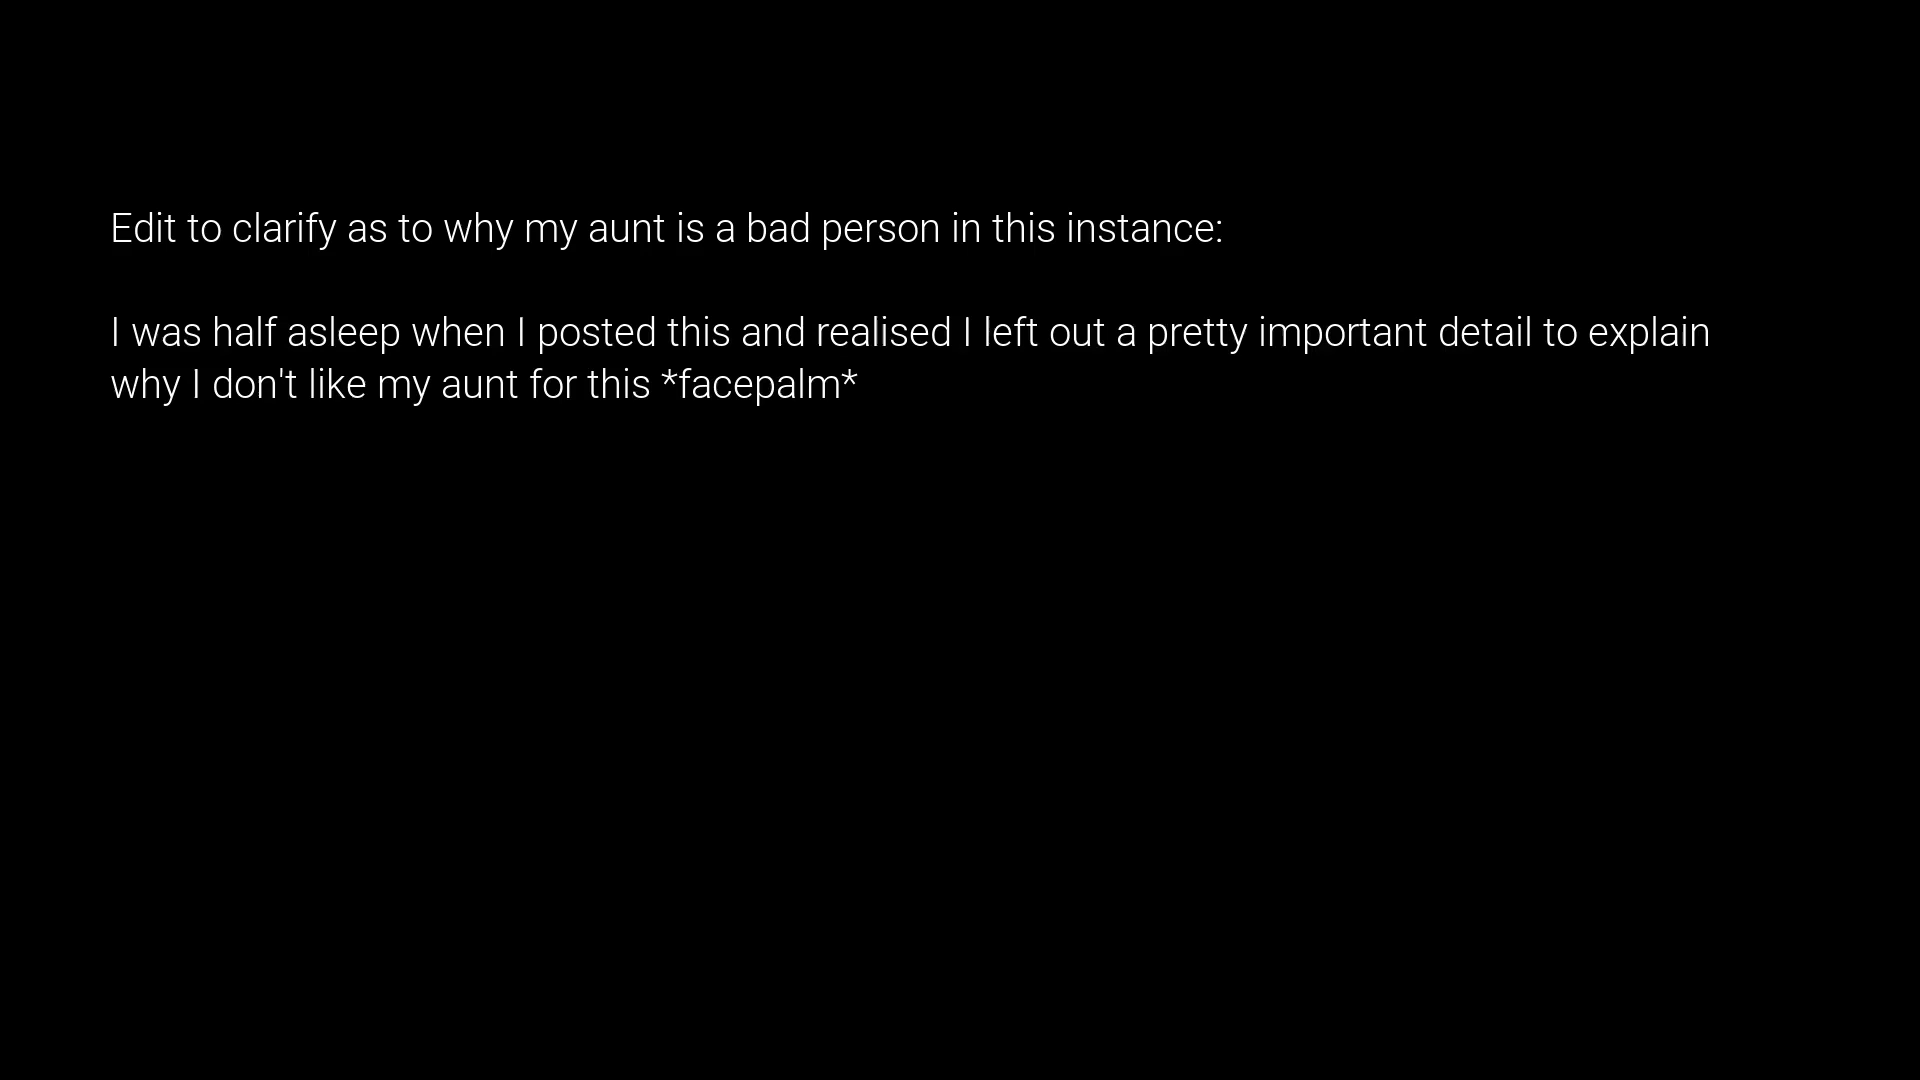 Edit to clarify as to why my aunt is a bad person in this instance:
I was half asleep when I posted this and realised I left out a pretty important detail to explain
why I don't like my aunt for this *facepalm*